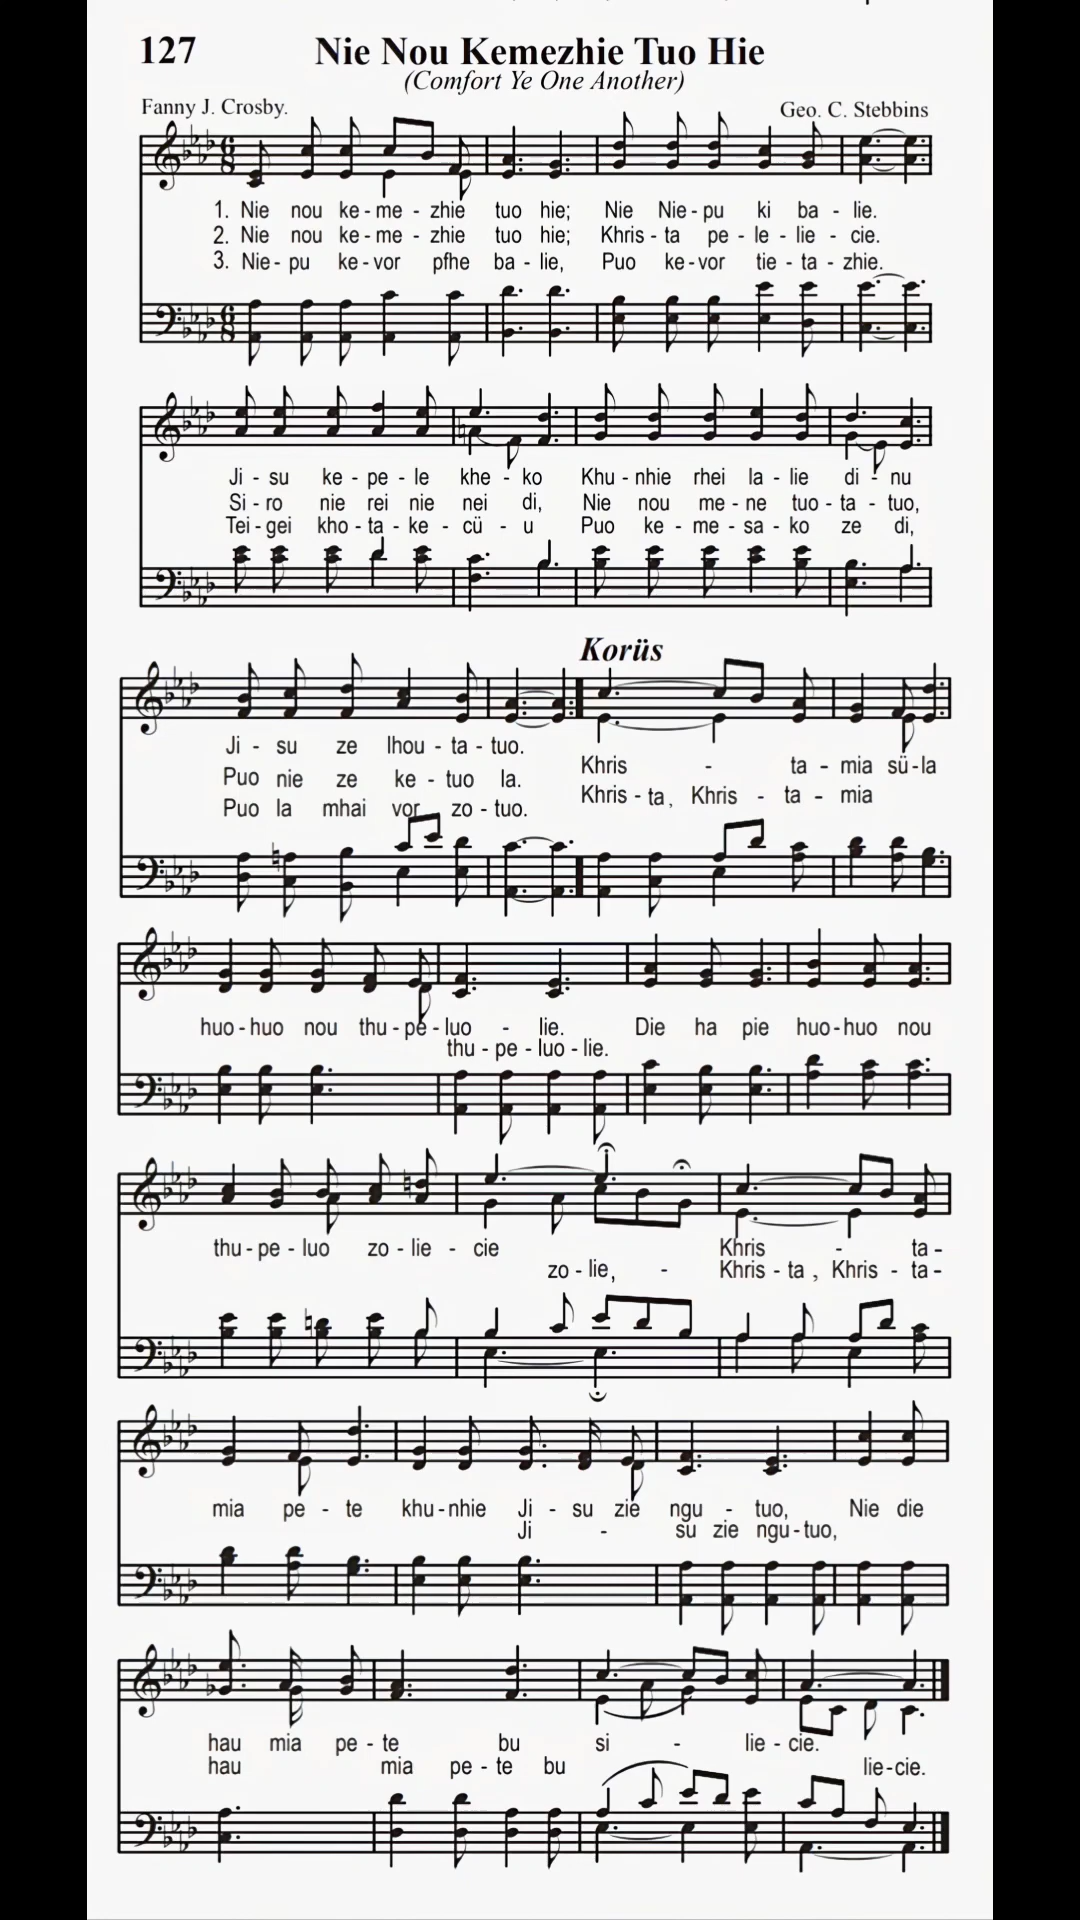 127 Nie Nou Kemezhie Tuo Hie
(Comfort Ye One Another)
Fanny J. Crosby. Geo. C. Stebbins
1. Nie nou ke - me - zhie tuo hie; Nie Nie - pu ki ba - lie.
2. Nie nou ke - me - zhie tuo hie; Khris - ta pe - le - lie - cie.
3. Nie - pu ke - vor pfhe ba - lie, Puo ke - vor tie - ta - zhie.
Ji - su ke - pe - le khe - ko Khu - nhie rhei la - lie di - nu
Si - ro nie rei nie nei di, Nie nou me - ne tuo - ta - tuo,
Tei - gei kho - ta - ke - cü - u Puo ke - me - sa - ko ze di,
Korüs
Ji - su ze lhou - ta - tuo.
Puo nie ze ke - tuo la.
Puo la mhai vor zo - tuo.
Khris - ta - mia sü - la
Khris - ta, Khris - ta - mia
huo - huo nou thu - pe - luo - lie. Die ha pie huo - huo nou
thu - pe - luo - lie.
thu - pe - luo zo - lie - cie Khris - ta -
zo - lie, - Khris - ta , Khris - ta -
mia pe - te khu - nhie Ji - su zie ngu - tuo, Nie die
Ji - su zie ngu - tuo,
hau mia pe - te bu si - lie - cie.
hau mia pe - te bu lie - cie.